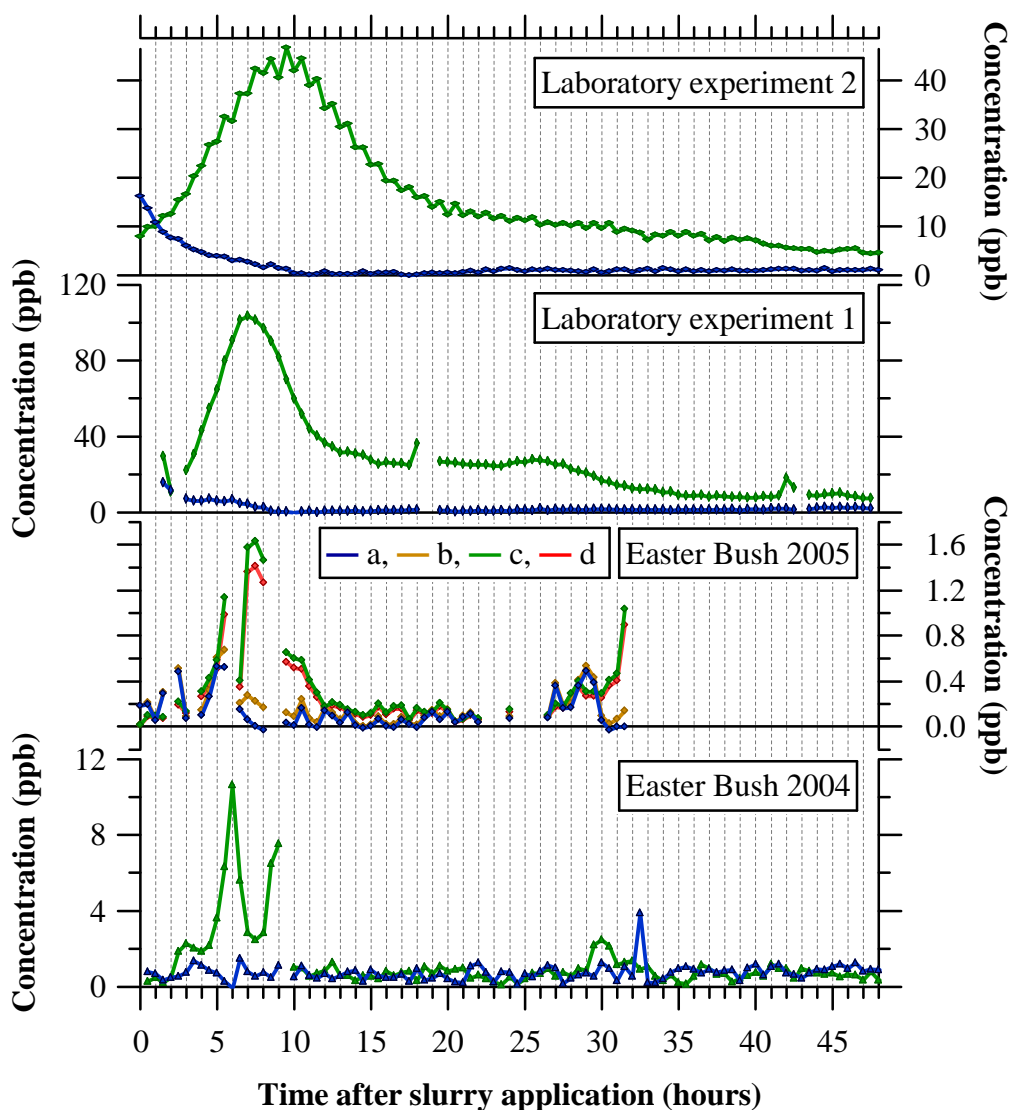 Concentration (ppb)
Laboratory experiment 2
40
30
20
10
0
Concentration (ppb)
Laboratory experiment 1
120
80
40
0
Concentration (ppb)
a, b, c, d
Easter Bush 2005
1.6
1.2
0.8
0.4
0.0
Concentration (ppb)
Easter Bush 2004
12
8
4
0
0 5 10 15 20 25 30 35 40 45
Time after slurry application (hours)